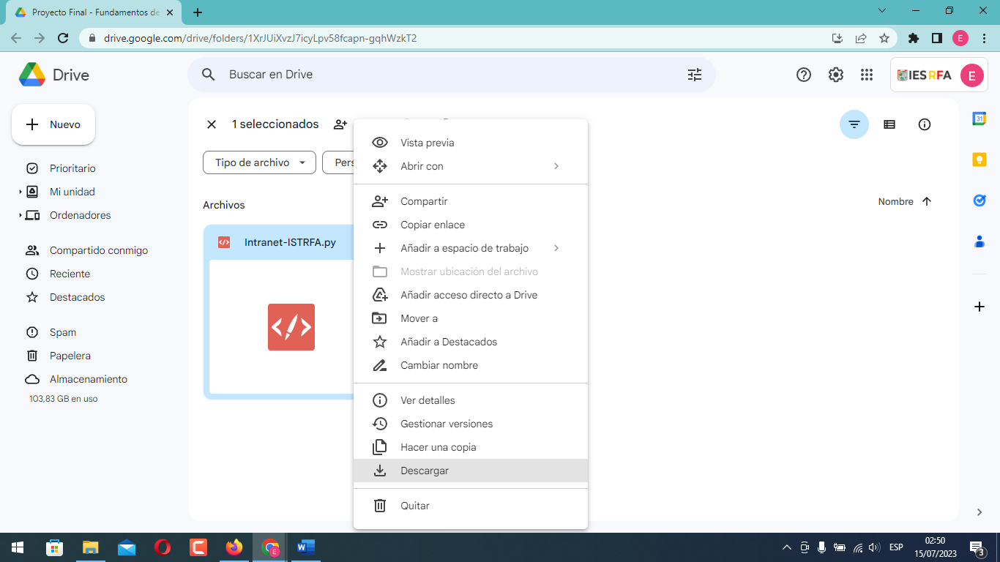 Proyecto Final - Fundamentos de
drive.google.com/drive/folders/1XrJUiXvzJ7icyLpv58fcapn-gqhWzkT2
E
Drive
Buscar en Drive
IESRFA
E
Nuevo
Prioritario
Mi unidad
Ordenadores
Compartido conmigo
Reciente
Destacados
Spam
Papelera
Almacenamiento
103,83 GB en uso
1 seleccionados
Tipo de archivo
Pers
Archivos
Nombre
Intranet-ISTRFA.py
Vista previa
Abrir con
Compartir
Copiar enlace
Añadir a espacio de trabajo
Mostrar ubicación del archivo
Añadir acceso directo a Drive
Mover a
Añadir a Destacados
Cambiar nombre
Ver detalles
Gestionar versiones
Hacer una copia
Descargar
Quitar
31
E
W
ESP
02:50
15/07/2023
3